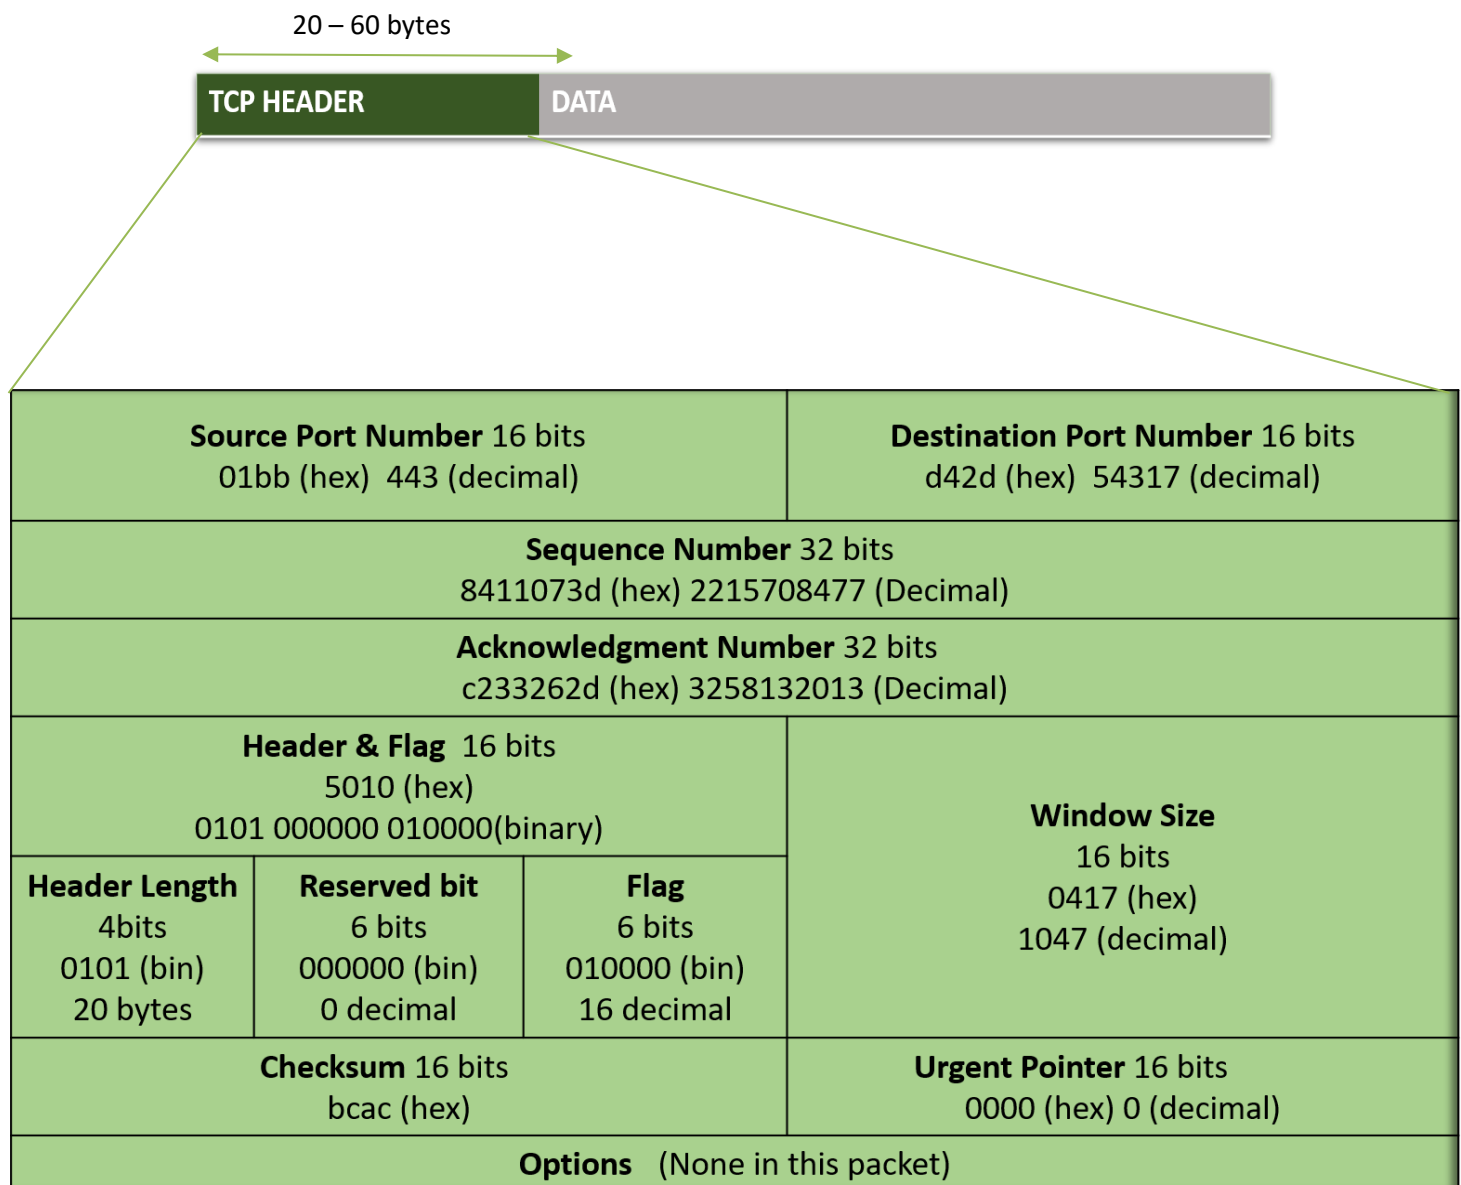 20 – 60 bytes
TCP HEADER
DATA
Source Port Number 16 bits
01bb (hex)  443 (decimal)
Destination Port Number 16 bits
d42d (hex)  54317 (decimal)
Sequence Number 32 bits
8411073d (hex) 2215708477 (Decimal)
Acknowledgment Number 32 bits
c233262d (hex) 3258132013 (Decimal)
Header & Flag  16 bits
5010 (hex)
0101 000000 010000(binary)
Window Size
16 bits
0417 (hex)
1047 (decimal)
Header Length
4bits
0101 (bin)
20 bytes
Reserved bit
6 bits
000000 (bin)
0 decimal
Flag
6 bits
010000 (bin)
16 decimal
Checksum 16 bits
bcac (hex)
Urgent Pointer 16 bits
0000 (hex) 0 (decimal)
Options   (None in this packet)